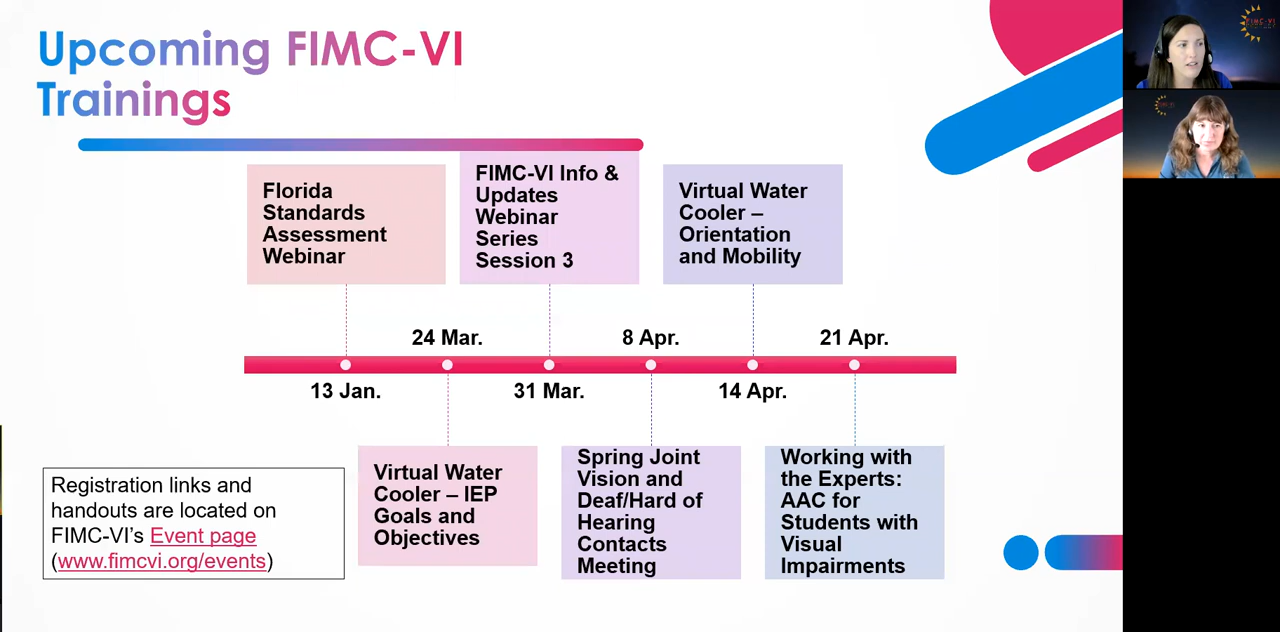 Upcoming FIMC-VI
Trainings
Florida
Standards
Assessment
Webinar
FIMC-VI Info &
Updates
Webinar
Series
Session 3
Virtual Water
Cooler –
Orientation
and Mobility
24 Mar.
8 Apr.
21 Apr.
13 Jan.
31 Mar.
14 Apr.
Virtual Water
Cooler – IEP
Goals and
Objectives
Spring Joint
Vision and
Deaf/Hard of
Hearing
Contacts
Meeting
Working with
the Experts:
AAC for
Students with
Visual
Impairments
Registration links and
handouts are located on
FIMC-VI’s Event page
(www.fimcvi.org/events)
FIMC-VI